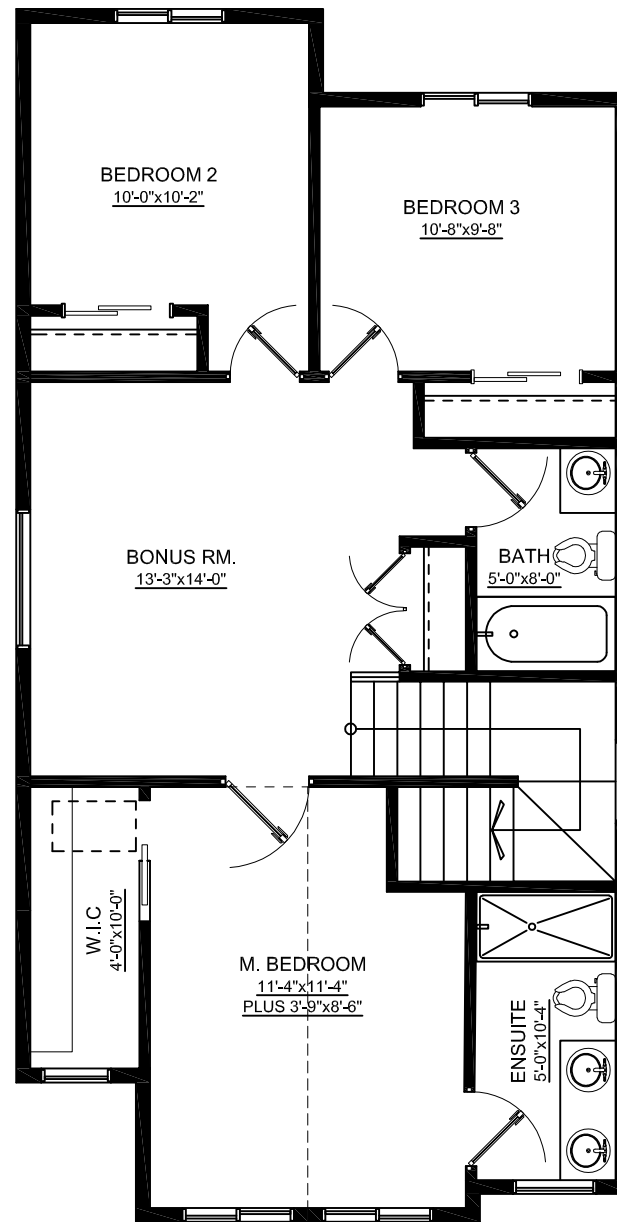 BEDROOM 2
10'-0"x10'-2"
BEDROOM 3
10'-8"x9'-8"
BONUS RM.
13'-3"x14'-0"
BATH
5'-0"x8'-0"
W.I.C
4'-0"x10'-0"
M. BEDROOM
11'-4"x11'-4"
PLUS 3'-9"x8'-6"
ENSUITE
5'-0"x10'-4"